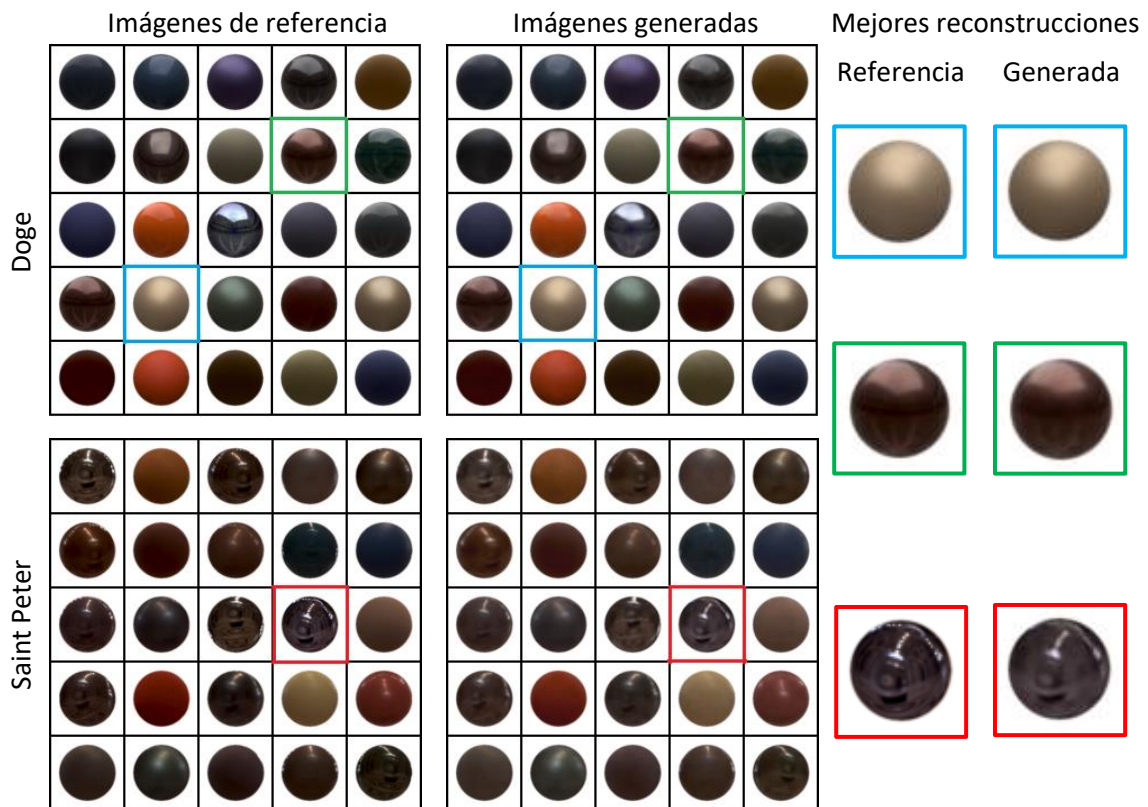 Imágenes de referencia
Imágenes generadas
Mejores reconstrucciones
Referencia
Generada
Doge
Saint Peter